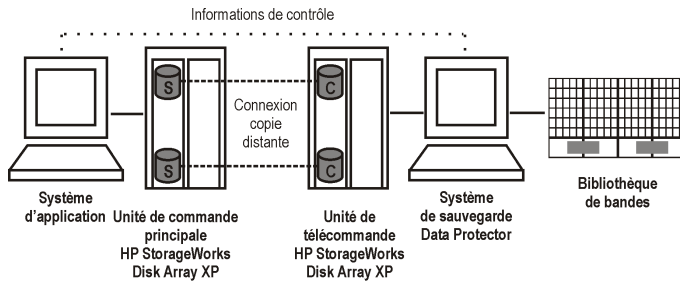 Informations de contrôle
S
C
Connexion
copie
distante
S
C
Système
d'application
Unité de commande
principale
HP StorageWorks
Disk Array XP
Unité de
télécommande
HP StorageWorks
Disk Array XP
Système
de sauvegarde
Data Protector
Bibliothèque
de bandes